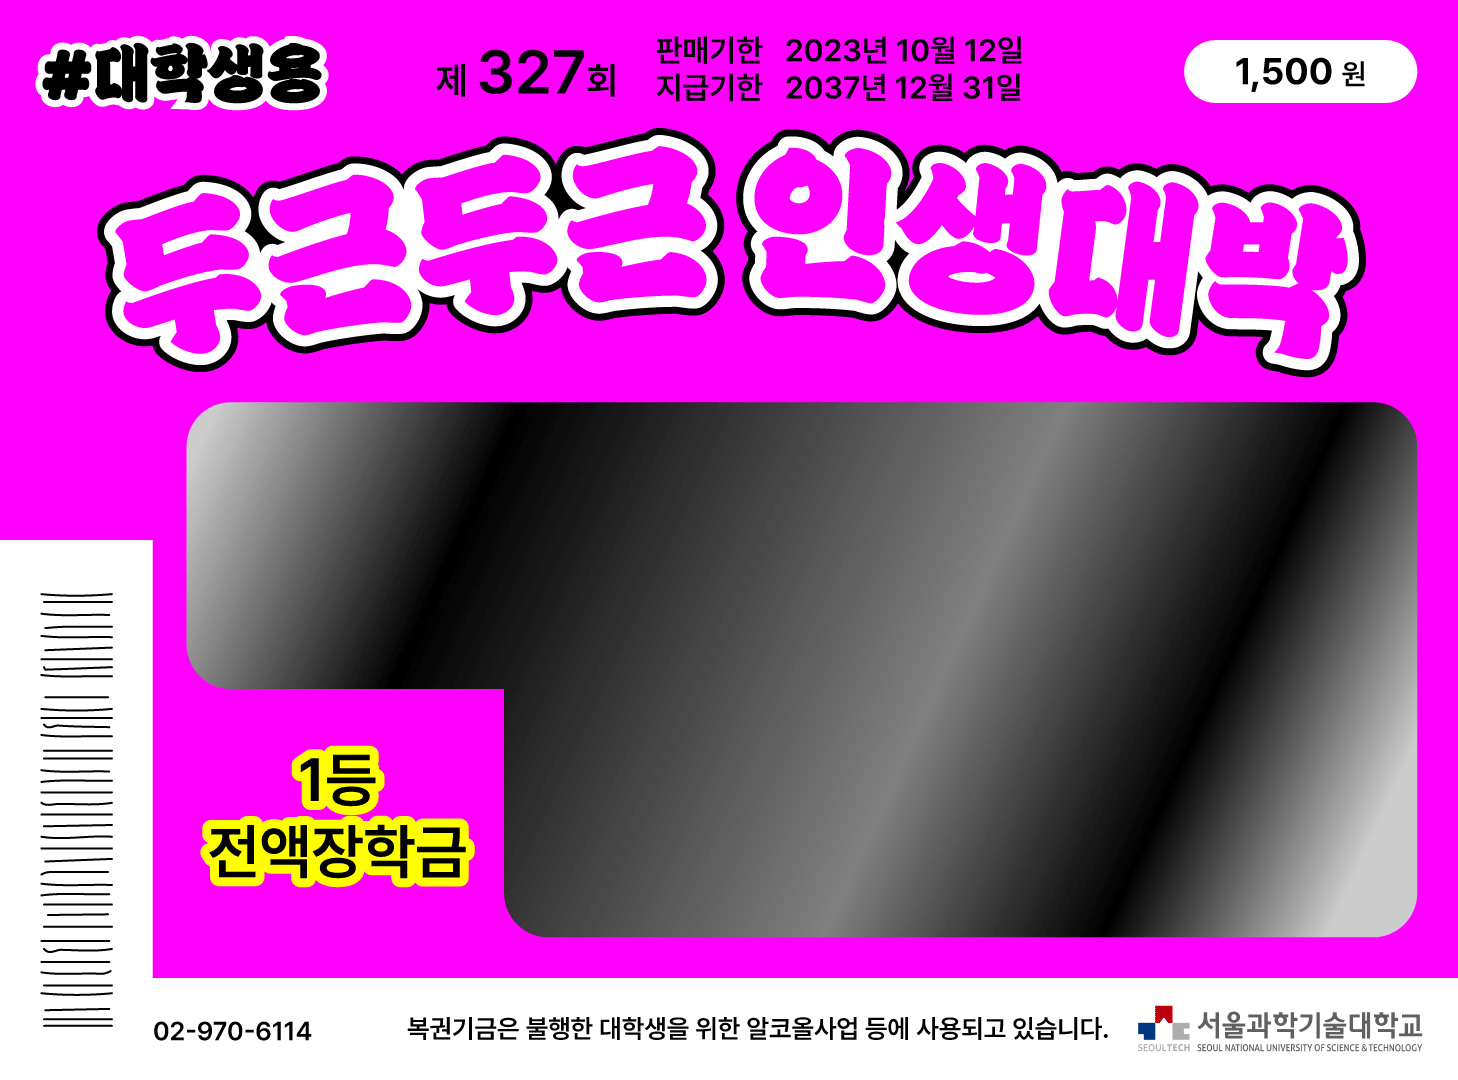 #대학생용
제 327회
판매기한 2023년 10월 12일
지급기한 2037년 12월 31일
1,500 원
두근두근 인생대박
1등
전액장학금
02-970-6114
복권기금은 불행한 대학생을 위한 알코올사업 등에 사용되고 있습니다.
SEOULTECH
서울과학기술대학교
SEOUL NATIONAL UNIVERSITY OF SCIENCE & TECHNOLOGY